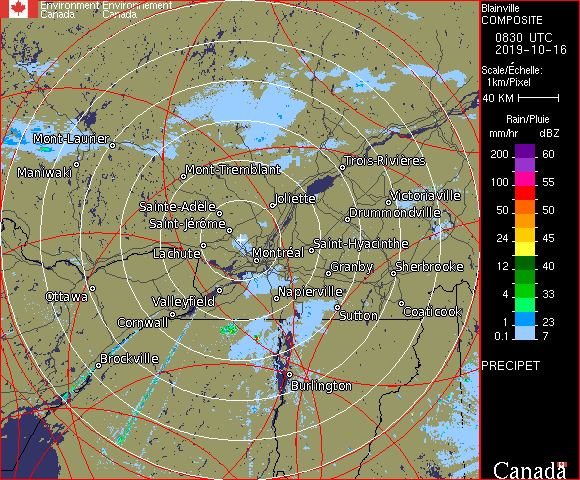 Environment Environnement
Canada Canada
Blainville
COMPOSITE
0830 UTC
2019-10-16
Scale/Échelle:
1km/Pixel
40 KM
Rain/Pluie
mm/hr dBZ
200 60
100 55
50 50
24 45
12 40
4 33
2 28
1 23
0.1 7
PRECIPET
Canada
Mont-Laurier
Maniwaki
Mont-Tremblant
Trois-Rivières
Joliette
Victoriaville
Sainte-Adèle
Drummondville
Saint-Jérôme
Saint-Hyacinthe
Lachute
Montréal
Granby
Sherbrooke
Ottawa
Valleyfield
Napierville
Coaticook
Sutton
Cornwall
Brockville
Burlington